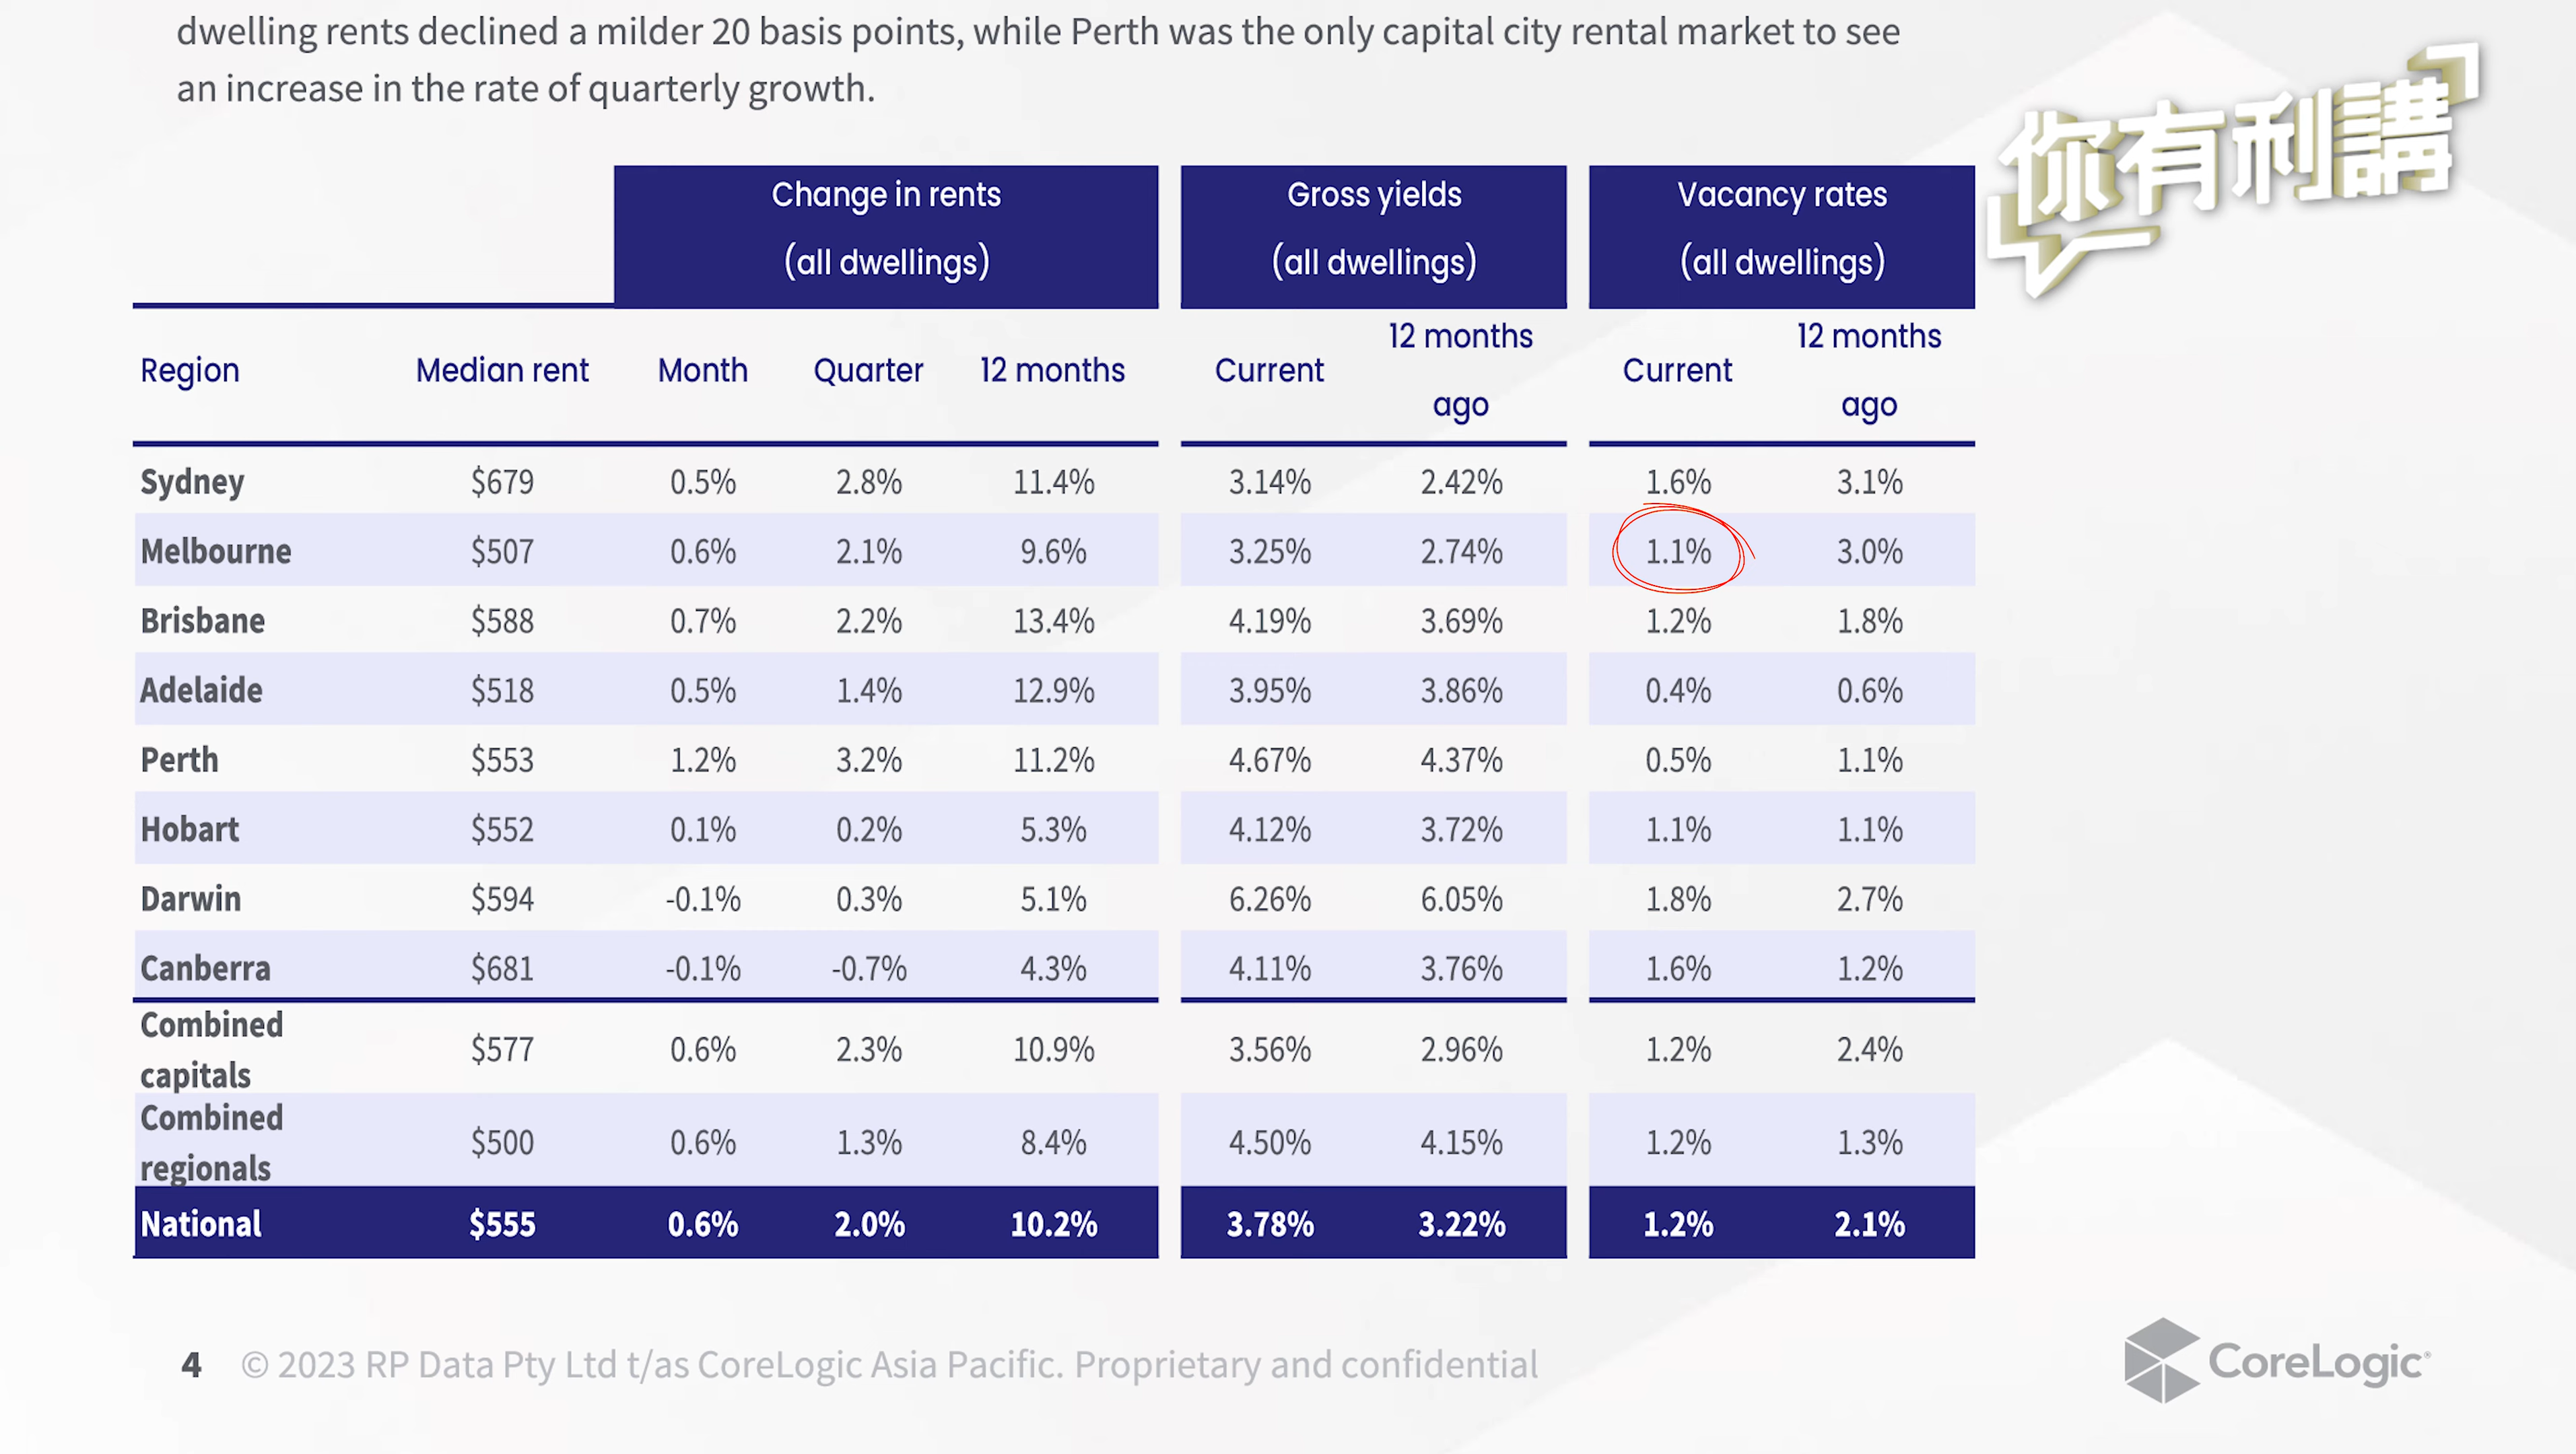 dwelling rents declined a milder 20 basis points, while Perth was the only capital city rental market to see
an increase in the rate of quarterly growth.
你有利講
Change in rents (all dwellings) Gross yields (all dwellings) Vacancy rates (all dwellings)
Region Median rent Month Quarter 12 months Current 12 months ago Current 12 months ago
Sydney $679 0.5% 2.8% 11.4% 3.14% 2.42% 1.6% 3.1%
Melbourne $507 0.6% 2.1% 9.6% 3.25% 2.74% 1.1% 3.0%
Brisbane $588 0.7% 2.2% 13.4% 4.19% 3.69% 1.2% 1.8%
Adelaide $518 0.5% 1.4% 12.9% 3.95% 3.86% 0.4% 0.6%
Perth $553 1.2% 3.2% 11.2% 4.67% 4.37% 0.5% 1.1%
Hobart $552 0.1% 0.2% 5.3% 4.12% 3.72% 1.1% 1.1%
Darwin $594 -0.1% 0.3% 5.1% 6.26% 6.05% 1.8% 2.7%
Canberra $681 -0.1% -0.7% 4.3% 4.11% 3.76% 1.6% 1.2%
Combined capitals $577 0.6% 2.3% 10.9% 3.56% 2.96% 1.2% 2.4%
Combined regionals $500 0.6% 1.3% 8.4% 4.50% 4.15% 1.2% 1.3%
National $555 0.6% 2.0% 10.2% 3.78% 3.22% 1.2% 2.1%
4 © 2023 RP Data Pty Ltd t/as CoreLogic Asia Pacific. Proprietary and confidential
CoreLogic®